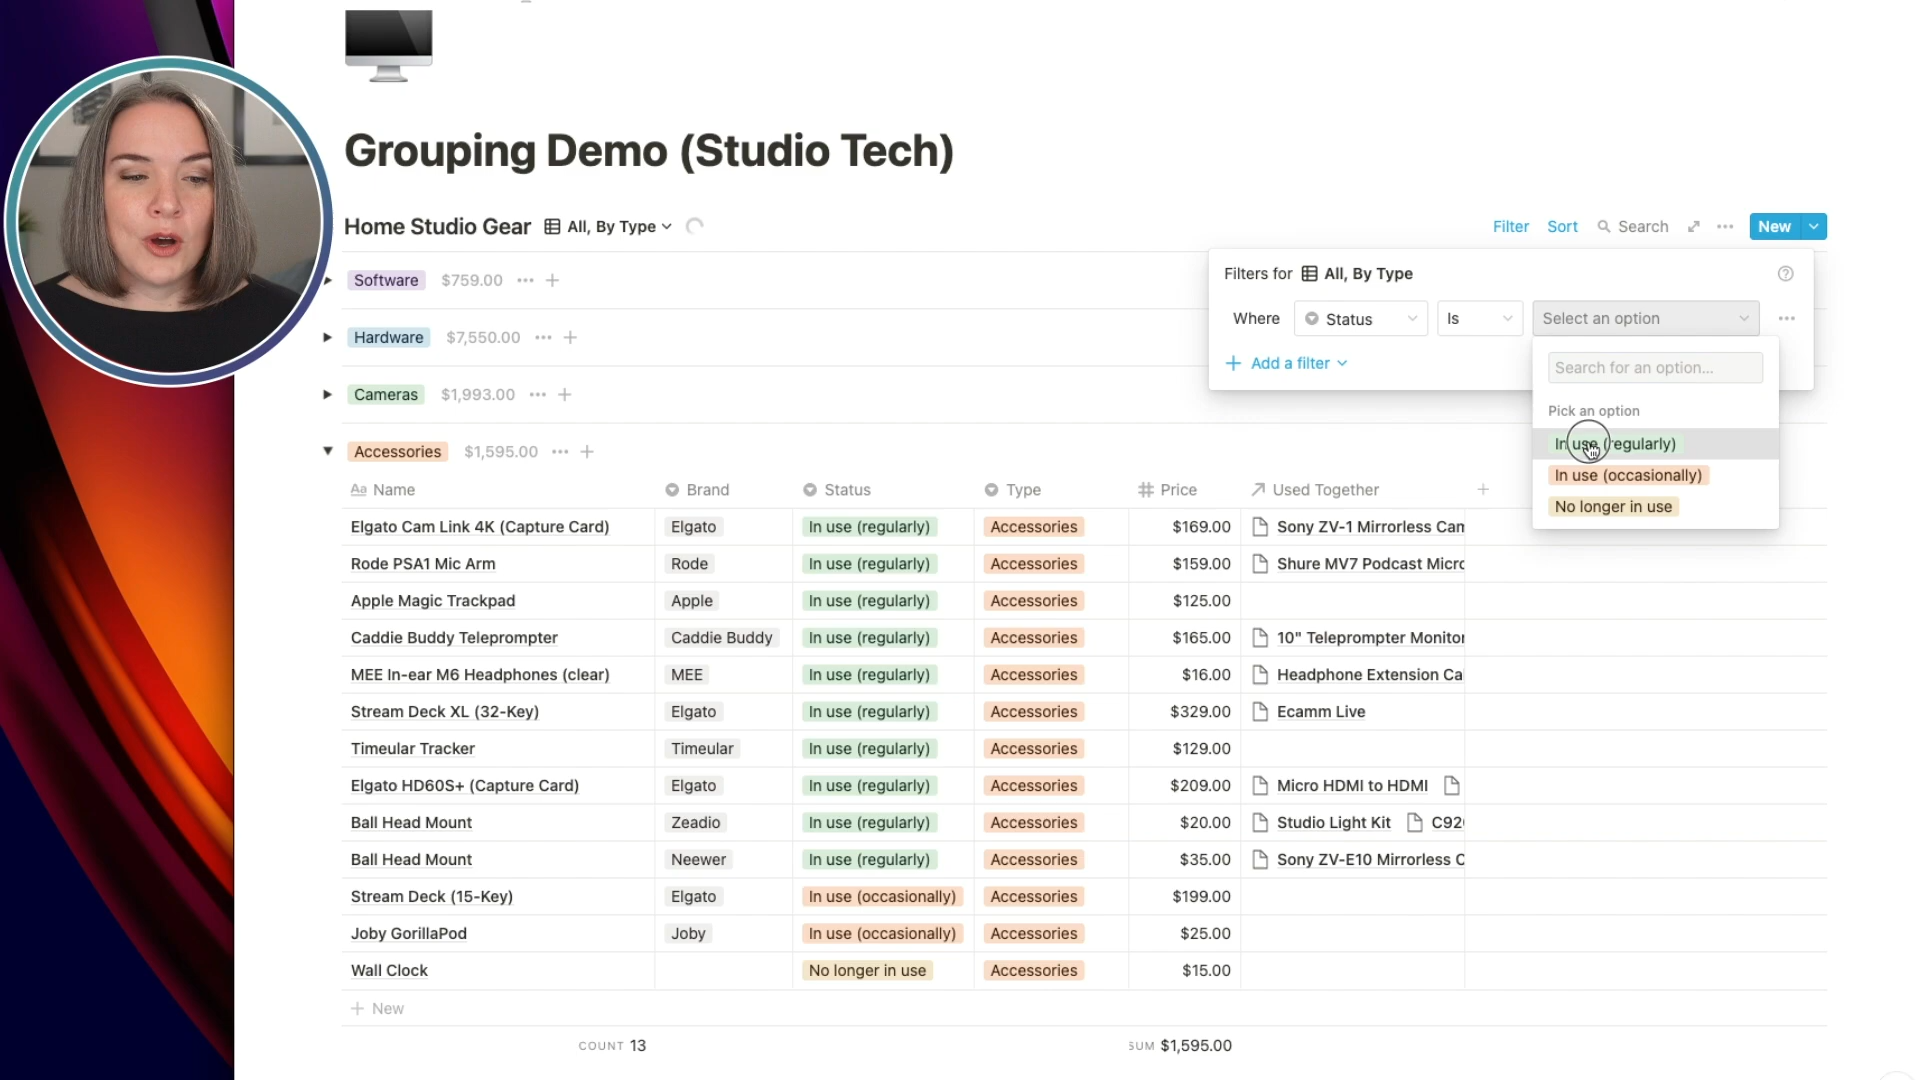 Grouping Demo (Studio Tech)
Home Studio Gear All, By Type
Filter Sort Search New
Software $759.00
Hardware $7,550.00
Cameras $1,993.00
Accessories $1,595.00
Filters for All, By Type
Where Status Is Select an option
Add a filter
Search for an option...
Pick an option
In use (regularly)
In use (occasionally)
No longer in use
Name Brand Status Type Price Used Together
Elgato Cam Link 4K (Capture Card) Elgato In use (regularly) Accessories $169.00 Sony ZV-1 Mirrorless Cam
Rode PSA1 Mic Arm Rode In use (regularly) Accessories $159.00 Shure MV7 Podcast Micro
Apple Magic Trackpad Apple In use (regularly) Accessories $125.00
Caddie Buddy Teleprompter Caddie Buddy In use (regularly) Accessories $165.00 10" Teleprompter Monitor
MEE In-ear M6 Headphones (clear) MEE In use (regularly) Accessories $16.00 Headphone Extension Ca
Stream Deck XL (32-Key) Elgato In use (regularly) Accessories $329.00 Ecamm Live
Timeular Tracker Timeular In use (regularly) Accessories $129.00
Elgato HD60S+ (Capture Card) Elgato In use (regularly) Accessories $209.00 Micro HDMI to HDMI
Ball Head Mount Zeadio In use (regularly) Accessories $20.00 Studio Light Kit C920
Ball Head Mount Neewer In use (regularly) Accessories $35.00 Sony ZV-E10 Mirrorless C
Stream Deck (15-Key) Elgato In use (occasionally) Accessories $199.00
Joby GorillaPod Joby In use (occasionally) Accessories $25.00
Wall Clock No longer in use Accessories $15.00
New
COUNT 13 SUM $1,595.00